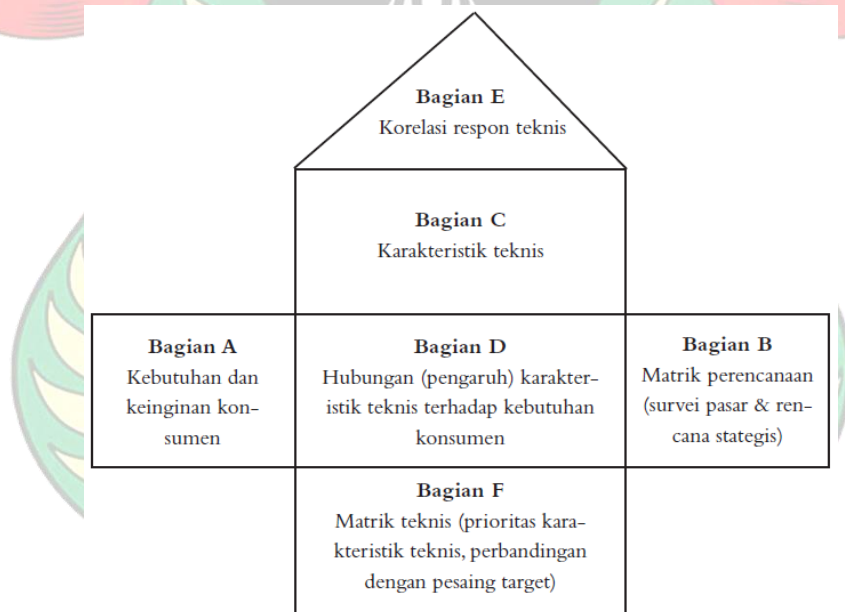 Bagian E
Korelasi respon teknis
Bagian C
Karakteristik teknis
Bagian A
Kebutuhan dan
keinginan kon-
sumen
Bagian D
Hubungan (pengaruh) karakter-
istik teknis terhadap kebutuhan
konsumen
Bagian B
Matrik perencanaan
(survei pasar & ren-
cana stategis)
Bagian F
Matrik teknis (prioritas kara-
kteristik teknis, perbandingan
dengan pesaing target)